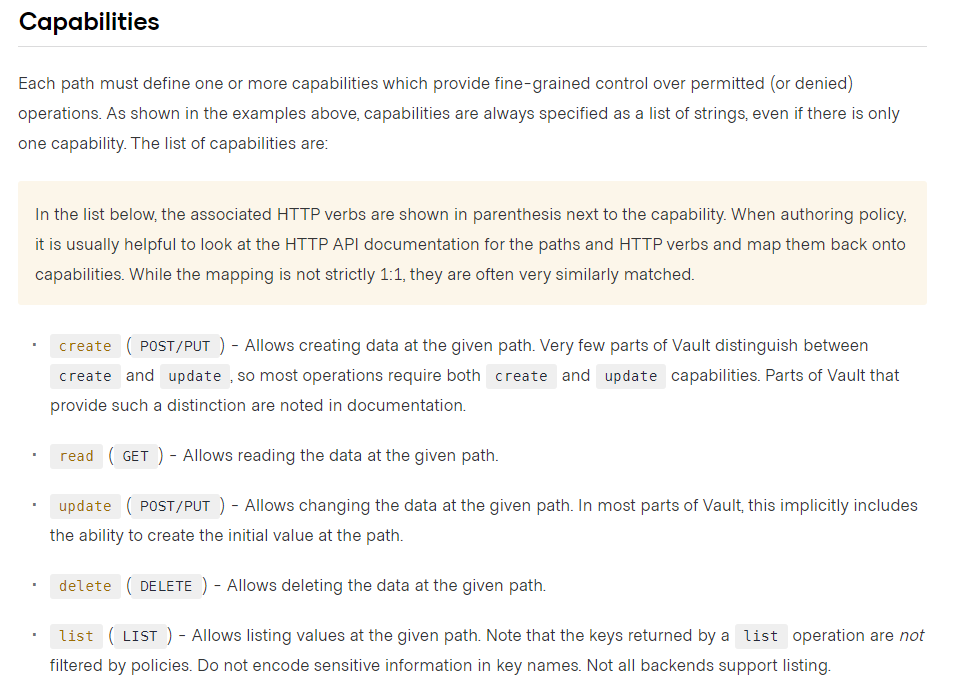 Capabilities
Each path must define one or more capabilities which provide fine-grained control over permitted (or denied)
operations. As shown in the examples above, capabilities are always specified as a list of strings, even if there is only
one capability. The list of capabilities are:
In the list below, the associated HTTP verbs are shown in parenthesis next to the capability. When authoring policy,
it is usually helpful to look at the HTTP API documentation for the paths and HTTP verbs and map them back onto
capabilities. While the mapping is not strictly 1:1, they are often very similarly matched.
• create ( POST/PUT ) - Allows creating data at the given path. Very few parts of Vault distinguish between
create and update , so most operations require both create and update capabilities. Parts of Vault that
provide such a distinction are noted in documentation.
• read ( GET ) - Allows reading the data at the given path.
• update ( POST/PUT ) - Allows changing the data at the given path. In most parts of Vault, this implicitly includes
the ability to create the initial value at the path.
• delete ( DELETE ) - Allows deleting the data at the given path.
• list ( LIST ) - Allows listing values at the given path. Note that the keys returned by a list operation are not
filtered by policies. Do not encode sensitive information in key names. Not all backends support listing.